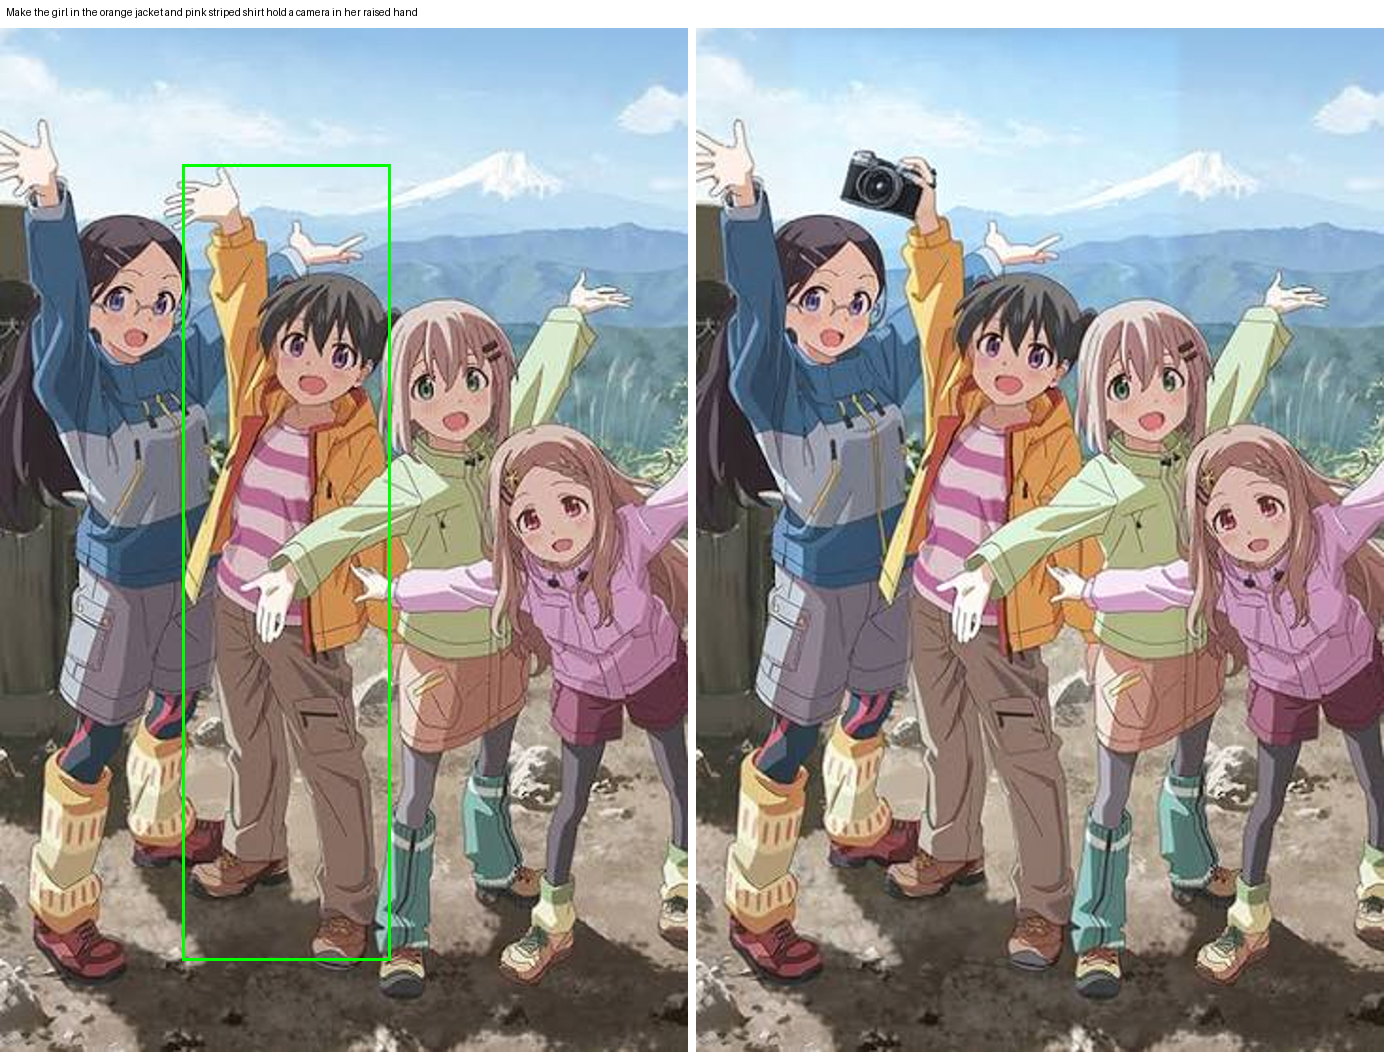 Make the girl in the orange jacket and pink striped shirt hold a camera in her raised hand